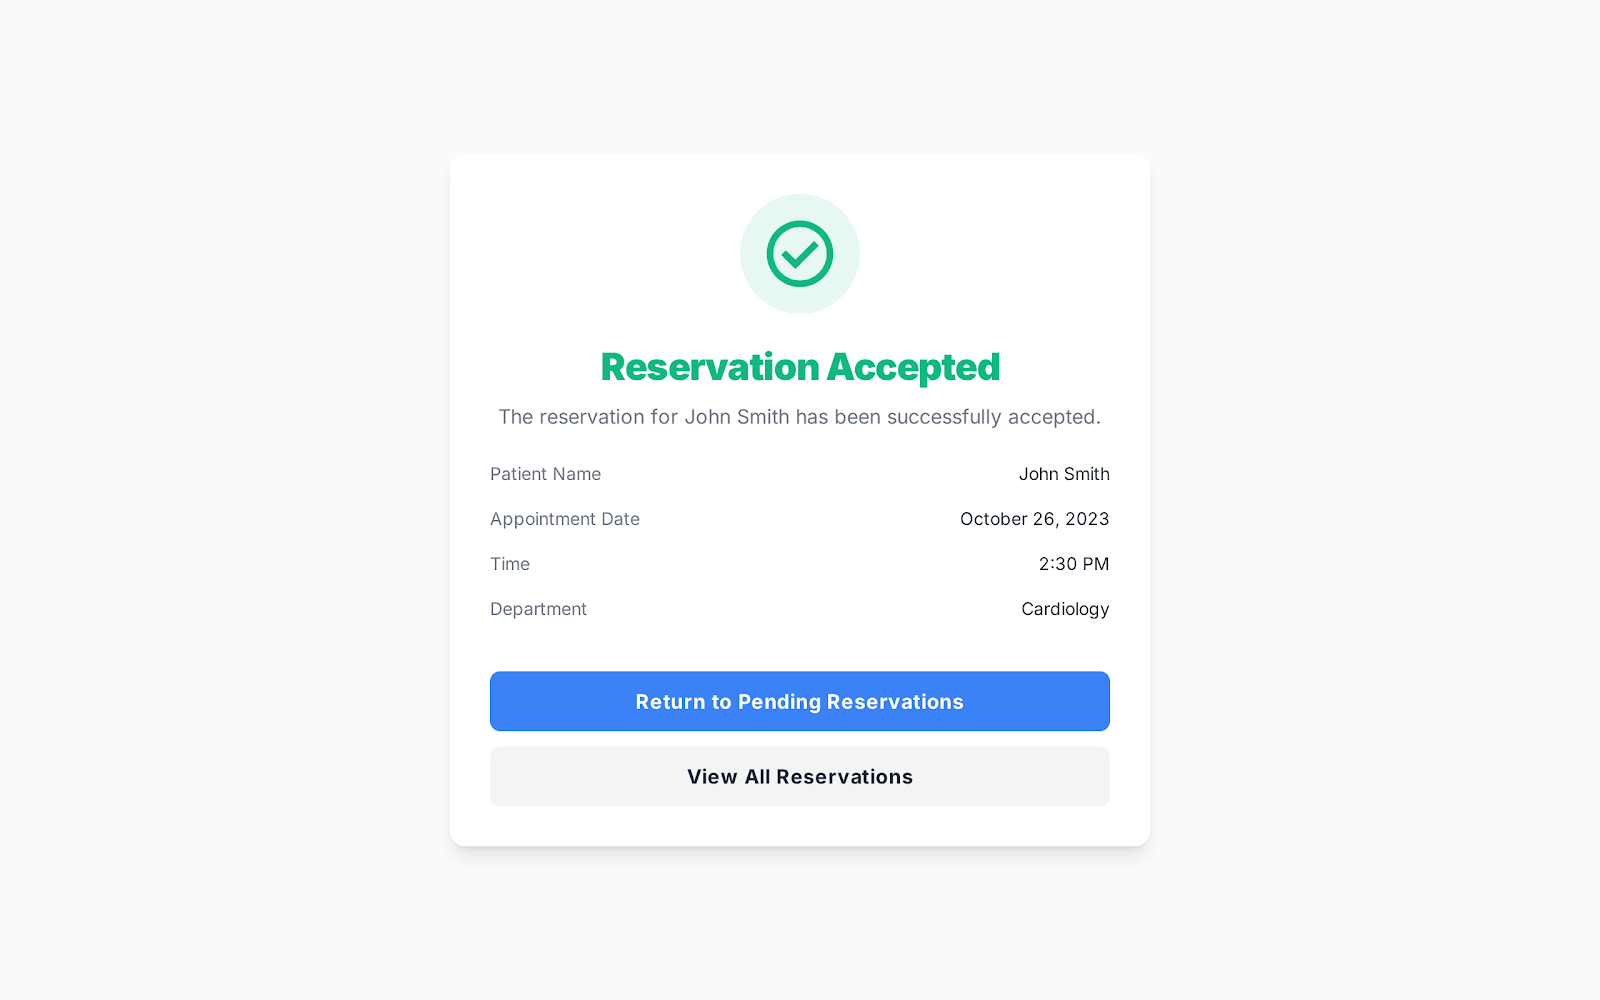 Reservation Accepted
The reservation for John Smith has been successfully accepted.
Patient Name John Smith
Appointment Date October 26, 2023
Time 2:30 PM
Department Cardiology
Return to Pending Reservations
View All Reservations